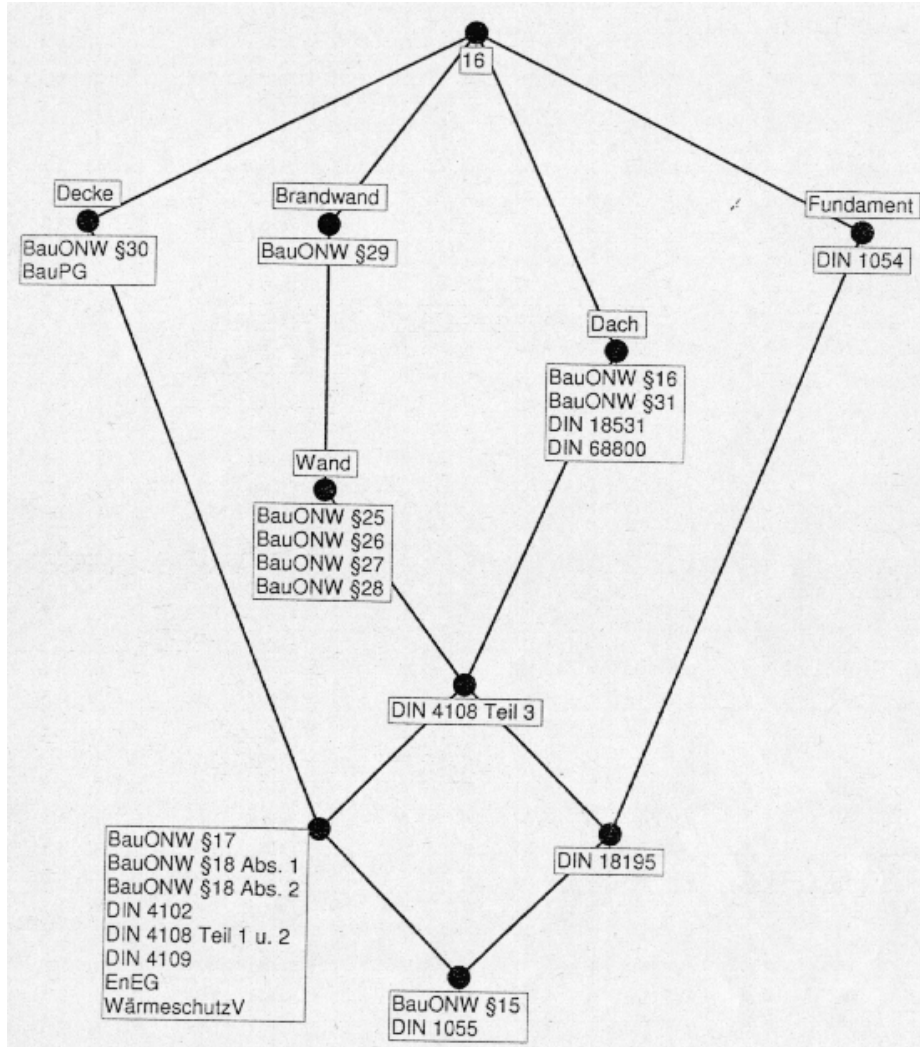 16
Decke
BauONW §30
BauPG
Brandwand
BauONW §29
Fundament
DIN 1054
Dach
BauONW §16
BauONW §31
DIN 18531
DIN 68800
Wand
BauONW §25
BauONW §26
BauONW §27
BauONW §28
DIN 4108 Teil 3
BauONW §17
BauONW §18 Abs. 1
BauONW §18 Abs. 2
DIN 4102
DIN 4108 Teil 1 u. 2
DIN 4109
EnEG
WärmeschutzV
DIN 18195
BauONW §15
DIN 1055